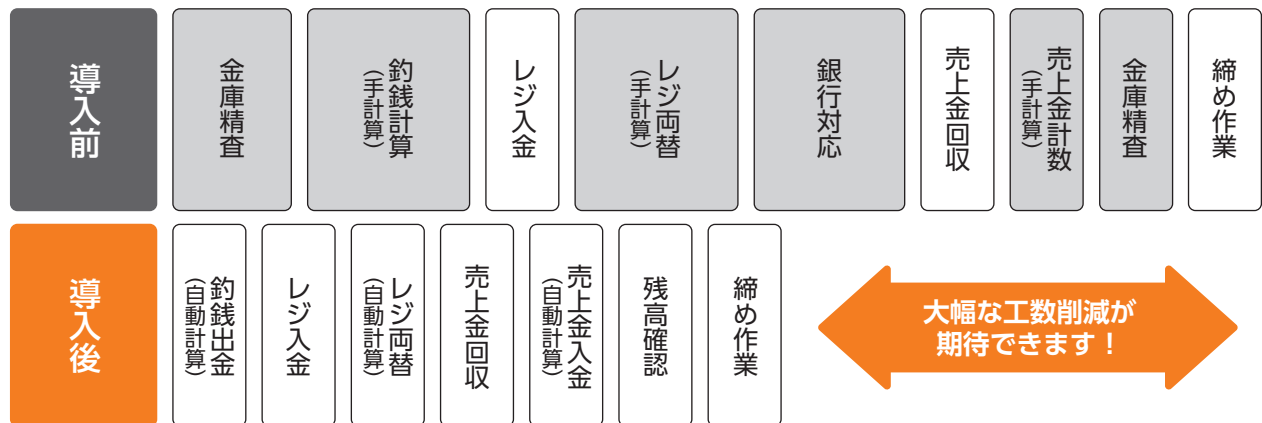 導入前
金庫精査
釣銭計算
(手計算)
レジ入金
レジ両替
(手計算)
銀行対応
売上金回収
売上金計数
(手計算)
金庫精査
締め作業
導入後
釣銭出金
(自動計算)
レジ入金
レジ両替
(自動計算)
売上金回収
売上金入金
(自動計算)
残高確認
締め作業
大幅な工数削減が
期待できます！